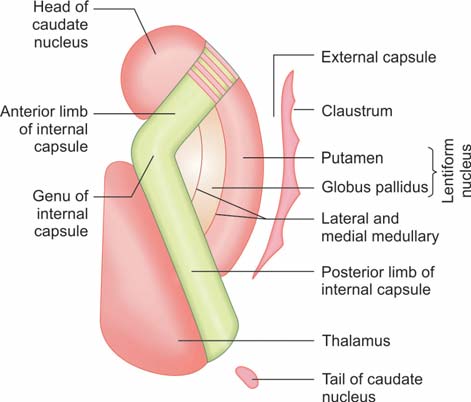 Head of
caudate
nucleus
Anterior limb
of internal
capsule
Genu of
internal
capsule
External capsule
Claustrum
Putamen
Globus pallidus
Lentiform
nucleus
Lateral and
medial medullary
Posterior limb of
internal capsule
Thalamus
Tail of caudate
nucleus